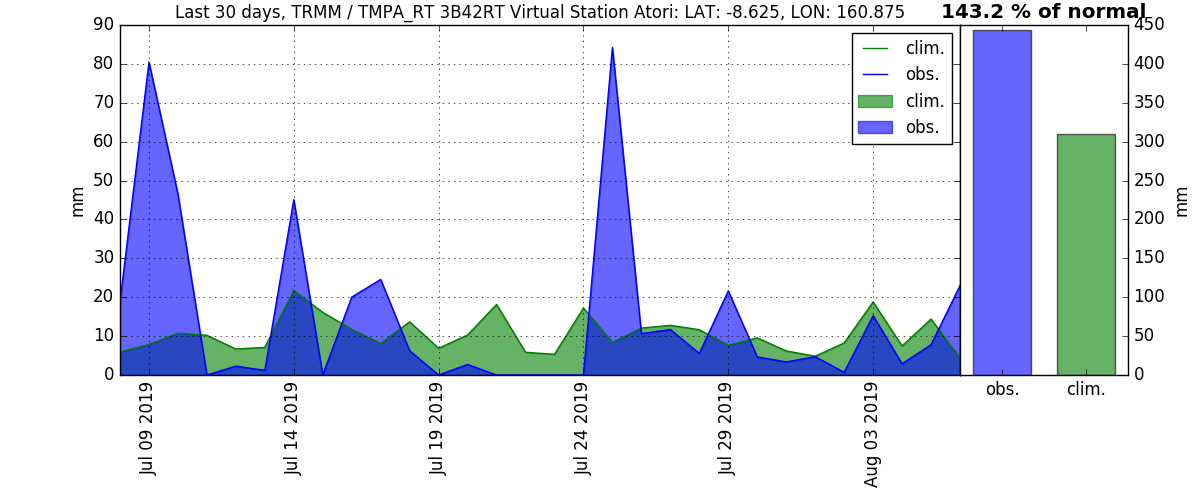 Last 30 days, TRMM / TMPA_RT 3B42RT Virtual Station Atori: LAT: -8.625, LON: 160.875
143.2 % of normal
90
80
70
60
50
40
30
20
10
0
mm
clim.
obs.
clim.
obs.
Jul 09 2019
Jul 14 2019
Jul 19 2019
Jul 24 2019
Jul 29 2019
Aug 03 2019
450
400
350
300
250
200
150
100
50
0
mm
obs.
clim.